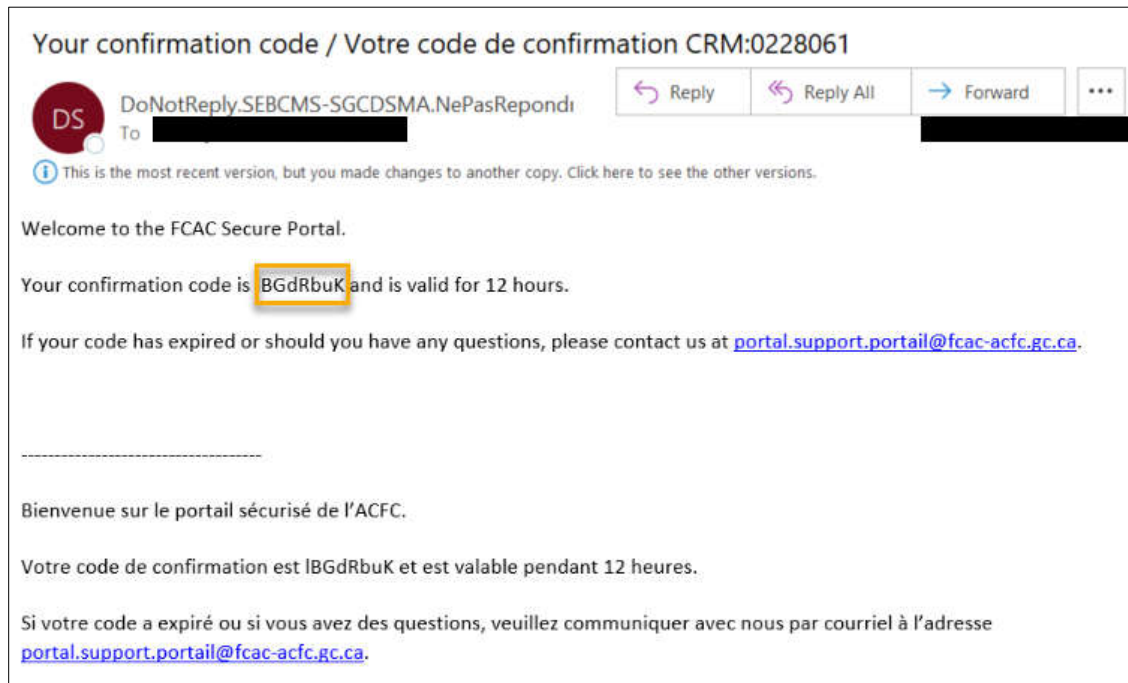 Your confirmation code / Votre code de confirmation CRM:0228061
Reply
Reply All
Forward
DS
DoNotReply.SEBCMS-SGCDSMA.NePasRepondr
To
This is the most recent version, but you made changes to another copy. Click here to see the other versions.
Welcome to the FCAC Secure Portal.
Your confirmation code is BGdRbuK and is valid for 12 hours.
If your code has expired or should you have any questions, please contact us at portal.support.portail@fcac-acfc.gc.ca.
------------------------------------
Bienvenue sur le portail sécurisé de l’ACFC.
Votre code de confirmation est lBGdRbuK et est valable pendant 12 heures.
Si votre code a expiré ou si vous avez des questions, veuillez communiquer avec nous par courriel à l’adresse
portal.support.portail@fcac-acfc.gc.ca.